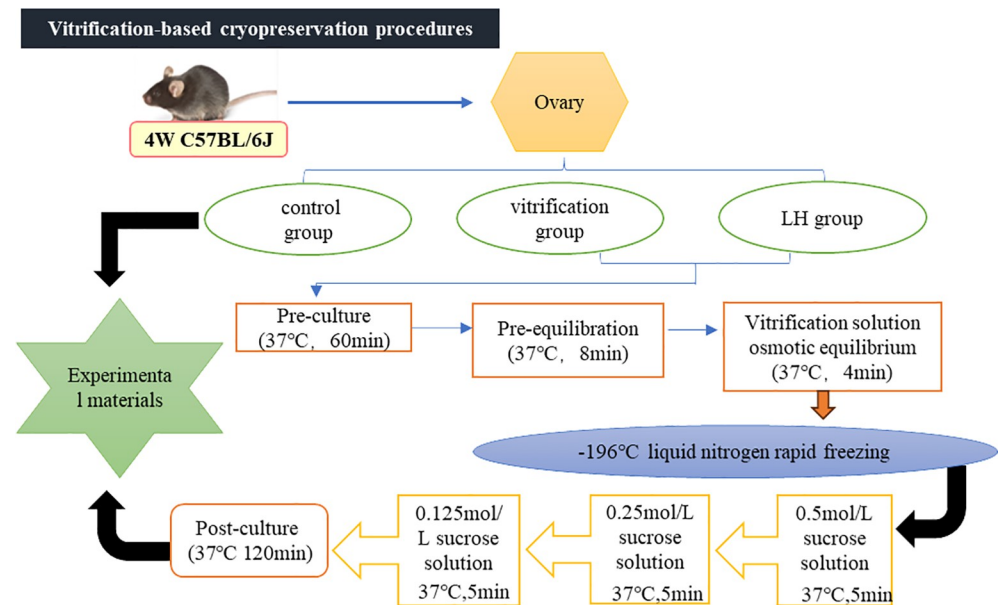 Vitrification-based cryopreservation procedures
4W C57BL/6J
Ovary
control
group
vitrification
group
LH group
Pre-culture
(37℃， 60min)
Pre-equilibration
(37℃， 8min)
Vitrification solution
osmotic equilibrium
(37℃， 4min)
Experimenta
l materials
-196℃ liquid nitrogen rapid freezing
Post-culture
(37℃ 120min)
0.125mol/
L sucrose
solution
37℃,5min
0.25mol/L
sucrose
solution
37℃,5min
0.5mol/L
sucrose
solution
37℃,5min